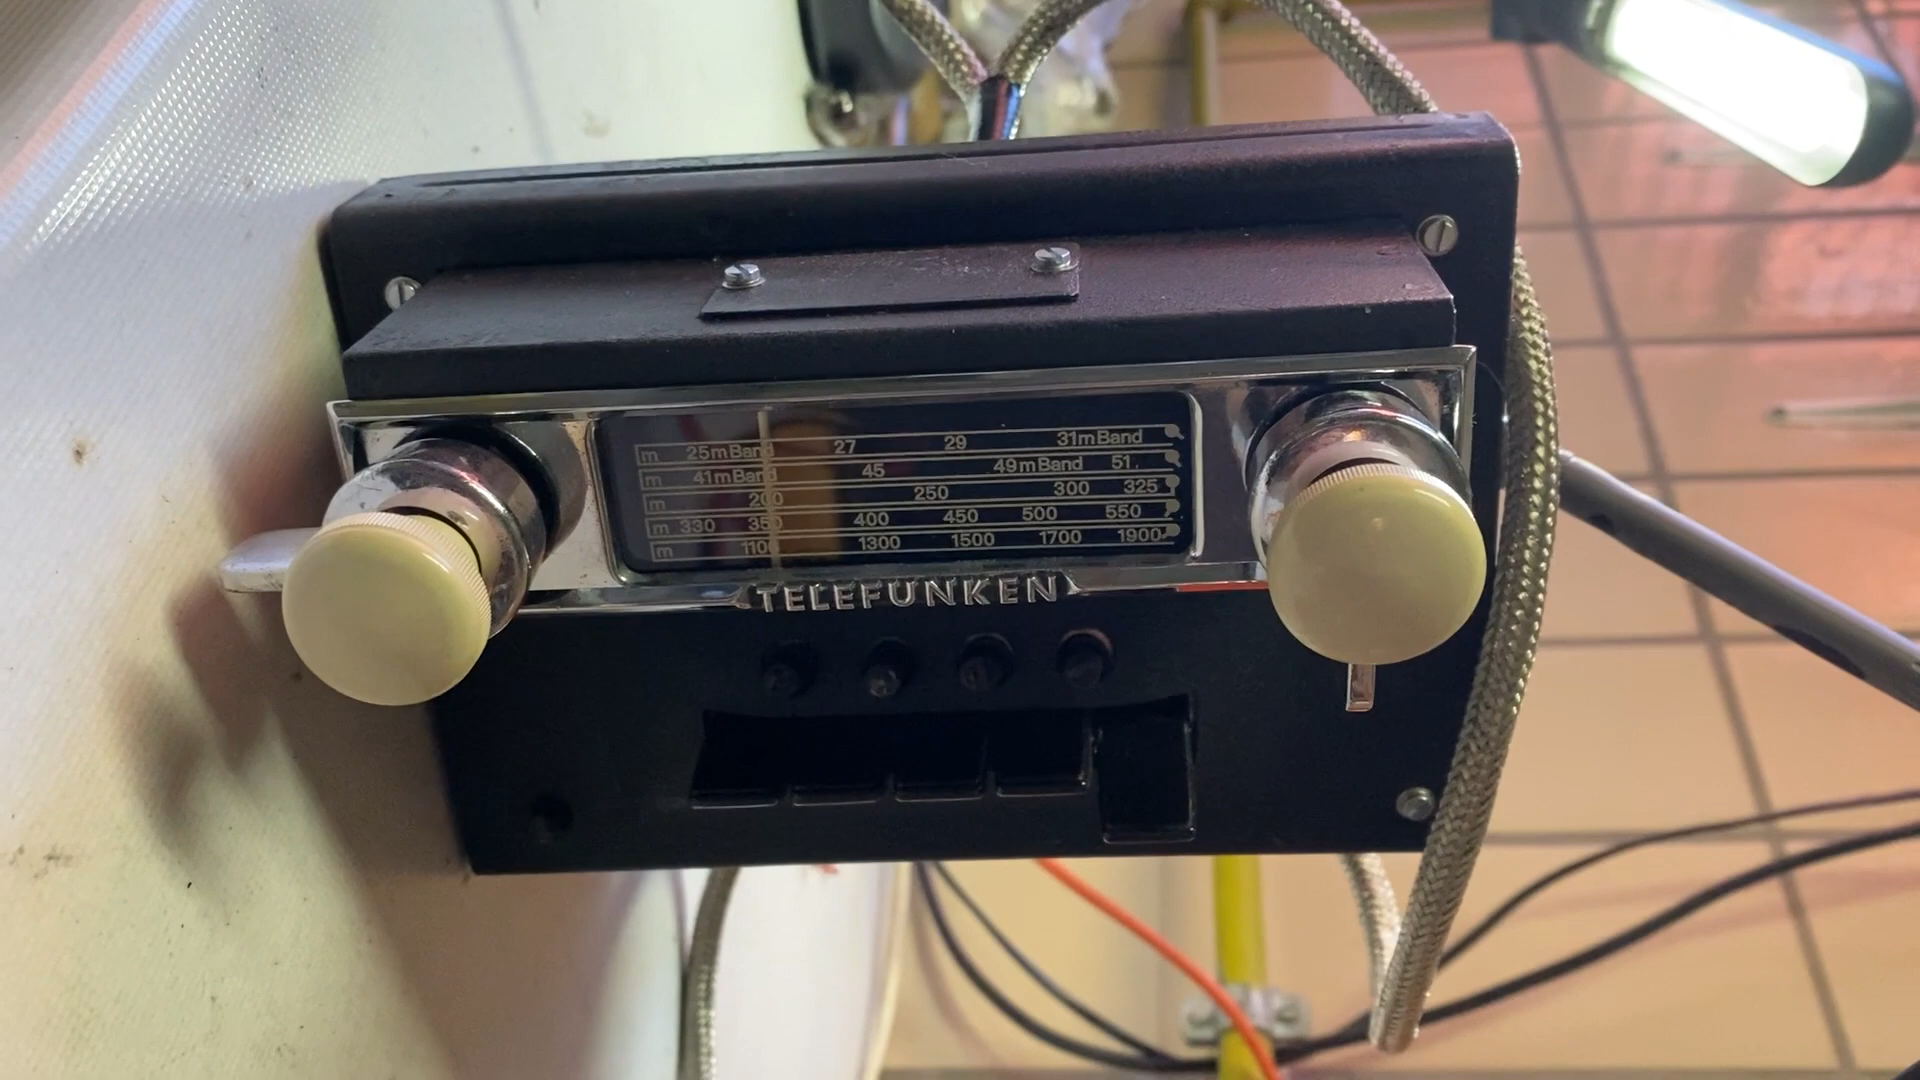 m 25mBand 27 29 31mBand
m 41mBand 45 49mBand 51.
m 200 250 300 325
m 330 350 400 450 500 550
m 1100 1300 1500 1700 1900
TELEFUNKEN